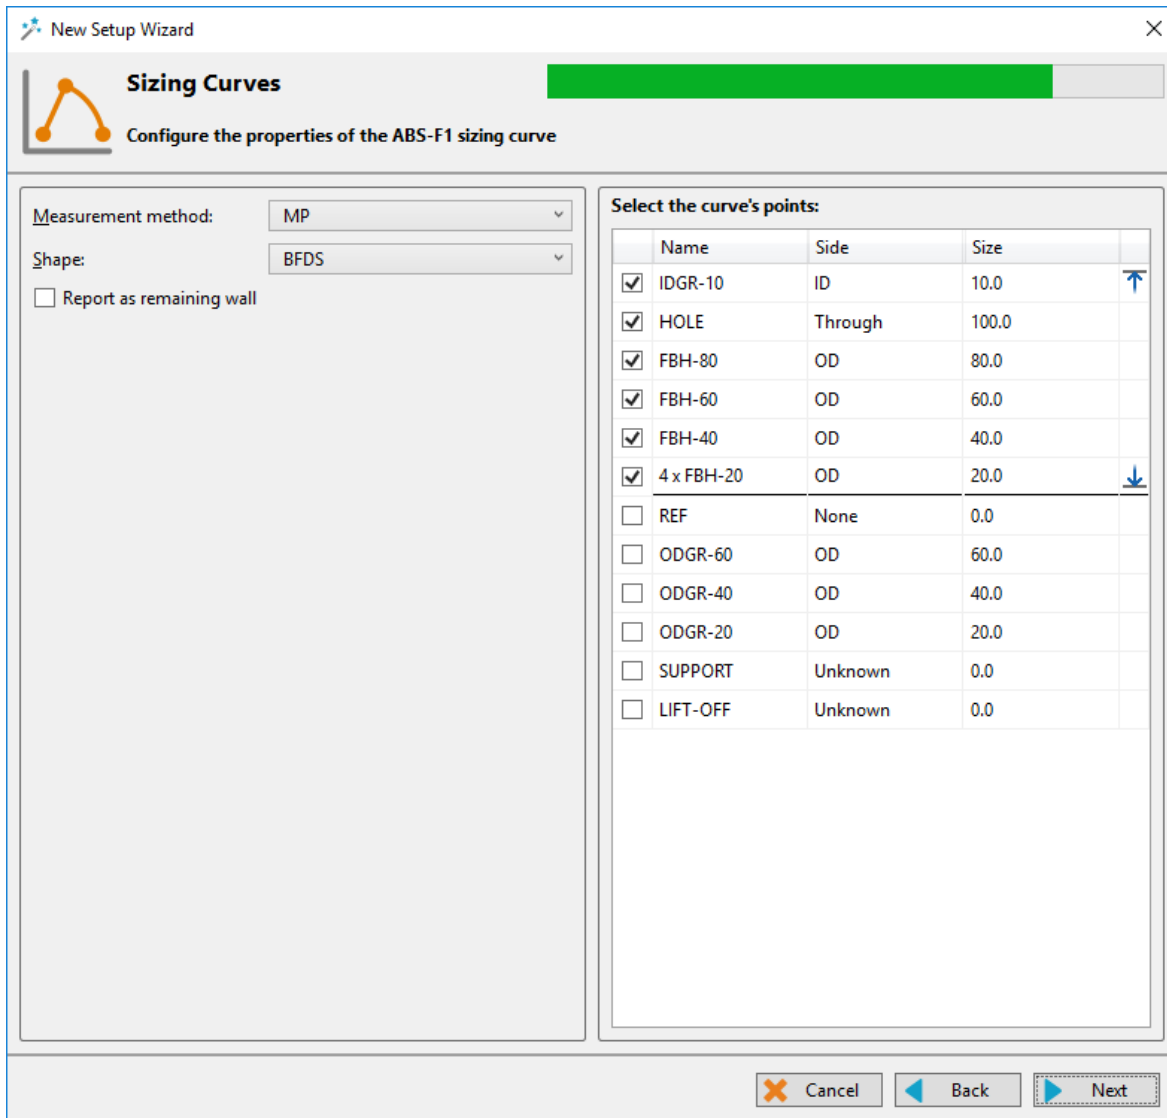 New Setup Wizard
Sizing Curves
Configure the properties of the ABS-F1 sizing curve
Measurement method: MP
Shape: BFDS
Report as remaining wall
Select the curve's points:
Name Side Size
IDGR-10 ID 10.0
HOLE Through 100.0
FBH-80 OD 80.0
FBH-60 OD 60.0
FBH-40 OD 40.0
4 x FBH-20 OD 20.0
REF None 0.0
ODGR-60 OD 60.0
ODGR-40 OD 40.0
ODGR-20 OD 20.0
SUPPORT Unknown 0.0
LIFT-OFF Unknown 0.0
Cancel Back Next